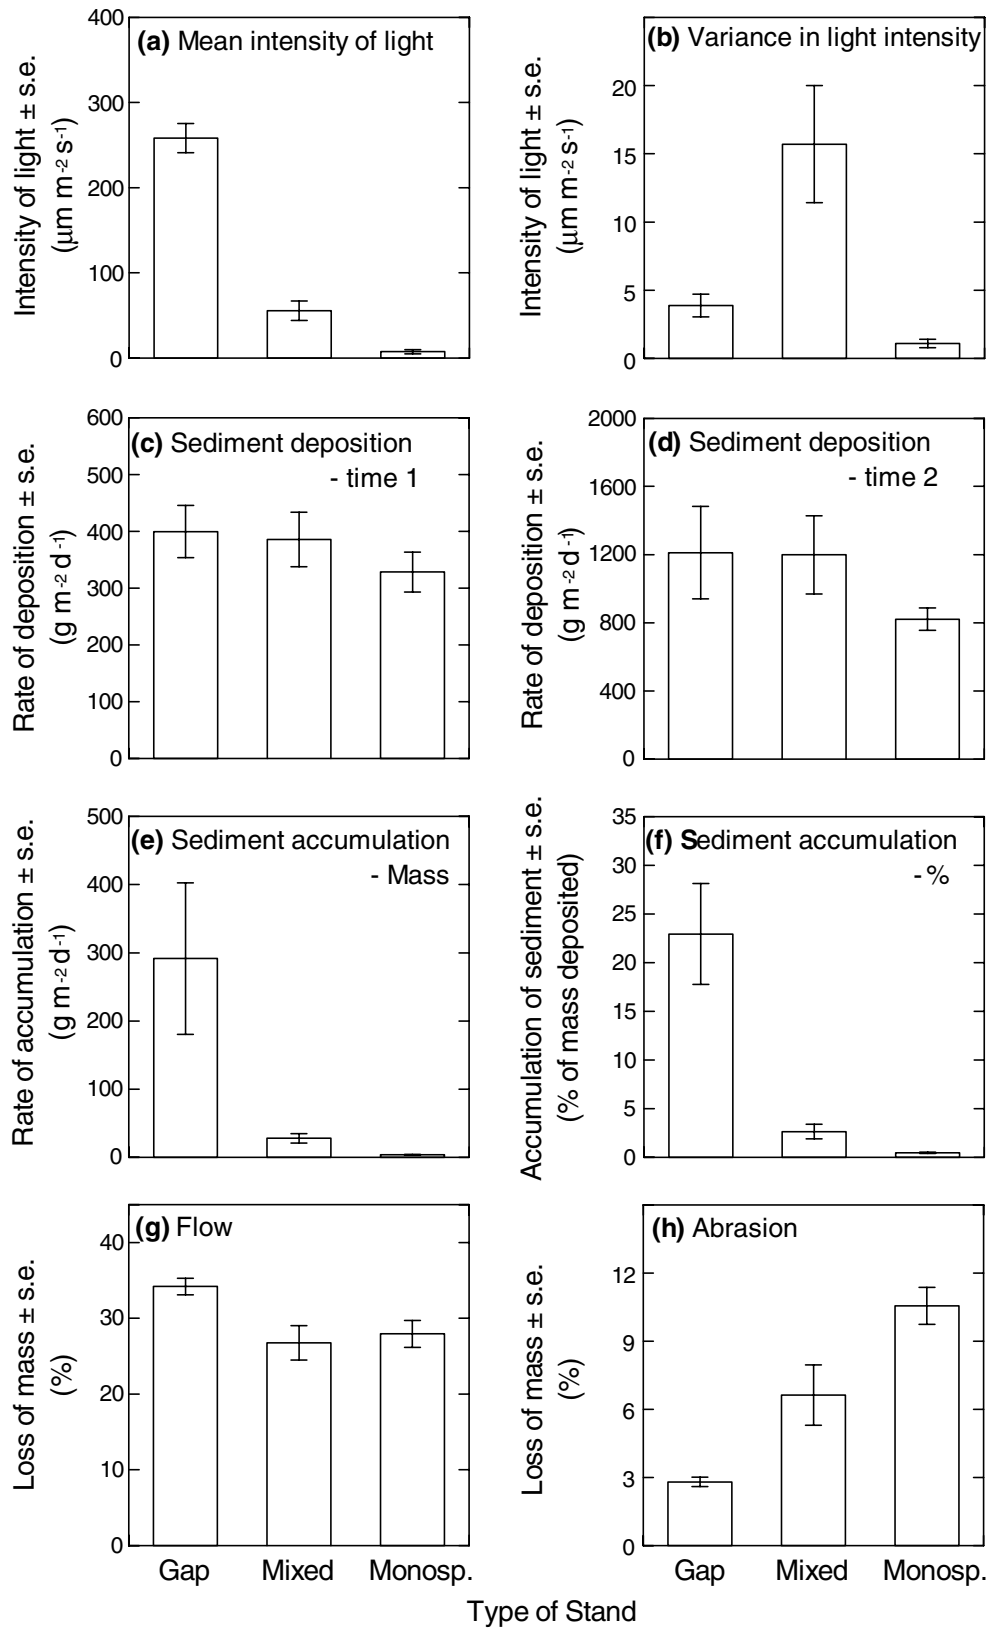 (a) Mean intensity of light
Intensity of light ± s.e.
(μm m-2 s-1)
400
300
200
100
0
(b) Variance in light intensity
Intensity of light ± s.e.
(μm m-2 s-1)
20
15
10
5
0
(c) Sediment deposition
- time 1
Rate of deposition ± s.e.
(g m-2 d-1)
600
500
400
300
200
100
0
(d) Sediment deposition
- time 2
Rate of deposition ± s.e.
(g m-2 d-1)
2000
1600
1200
800
400
0
(e) Sediment accumulation
- Mass
Rate of accumulation ± s.e.
(g m-2 d-1)
500
400
300
200
100
0
(f) Sediment accumulation
- %
Accumulation of sediment ± s.e.
(% of mass deposited)
35
30
25
20
15
10
5
0
(g) Flow
Loss of mass ± s.e.
(%)
40
30
20
10
0
Gap Mixed Monosp.
(h) Abrasion
Loss of mass ± s.e.
(%)
12
9
6
3
0
Gap Mixed Monosp.
Type of Stand